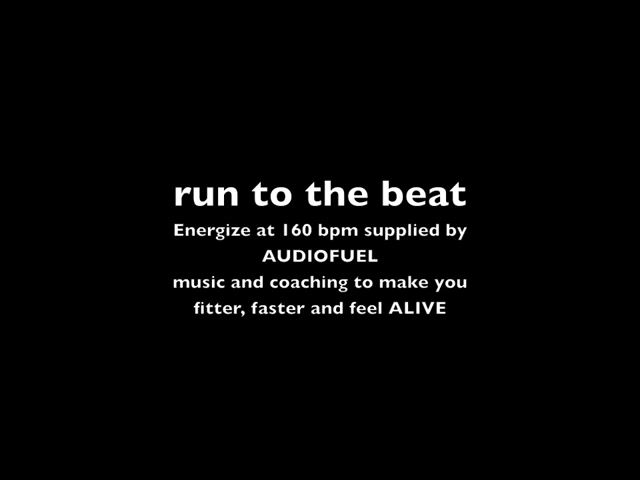 run to the beat
Energize at 160 bpm supplied by
AUDIOFUEL
music and coaching to make you
fitter, faster and feel ALIVE